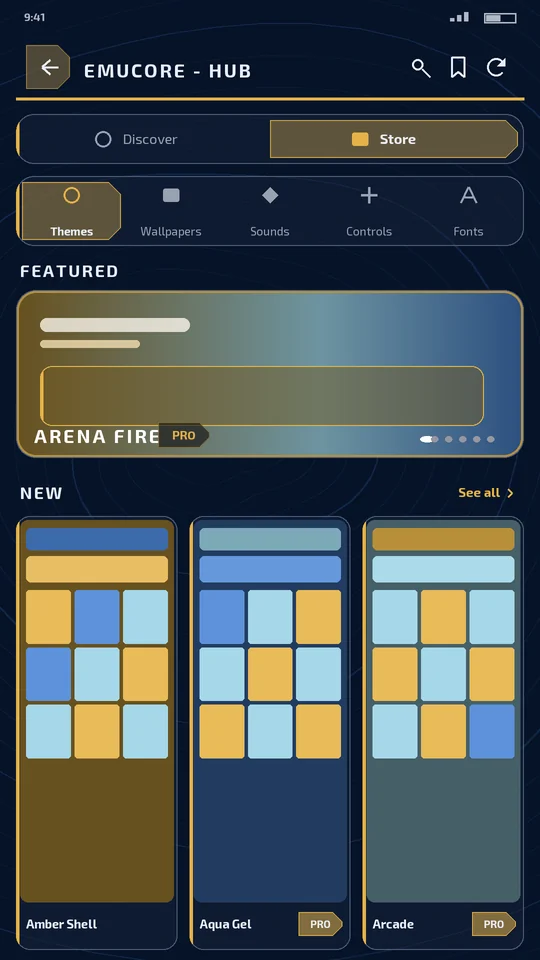 9:41
EMUCORE - HUB
Discover
Store
Themes
Wallpapers
Sounds
Controls
Fonts
FEATURED
ARENA FIRE
PRO
NEW
See all
Amber Shell
Aqua Gel
PRO
Arcade
PRO